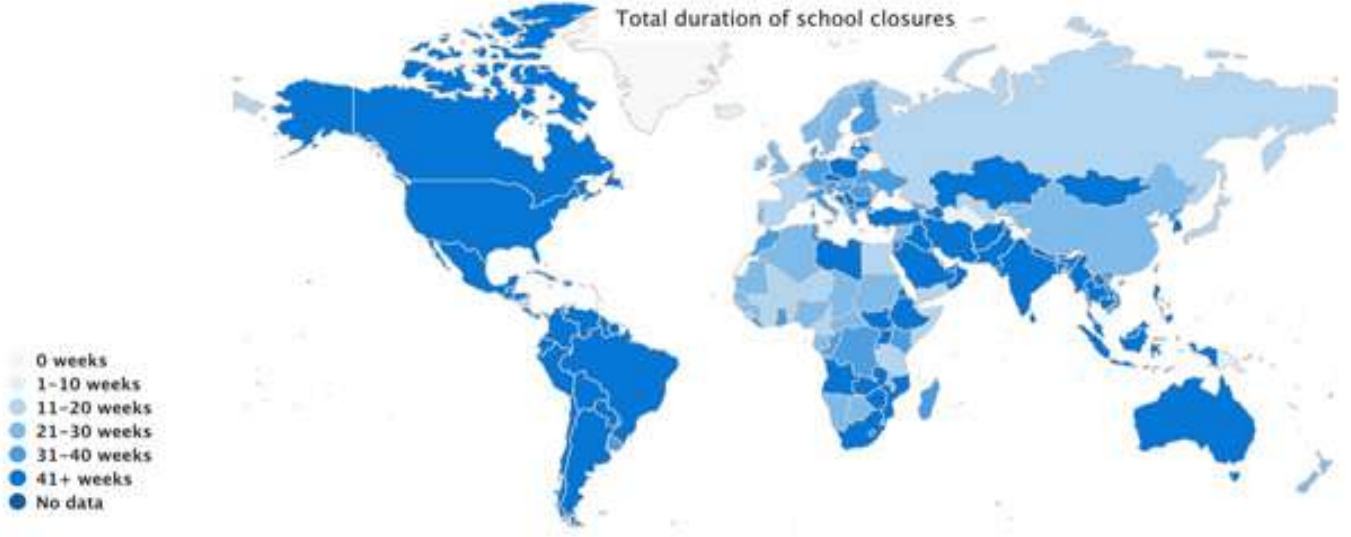 Total duration of school closures
0 weeks
1-10 weeks
11-20 weeks
21-30 weeks
31-40 weeks
41+ weeks
No data